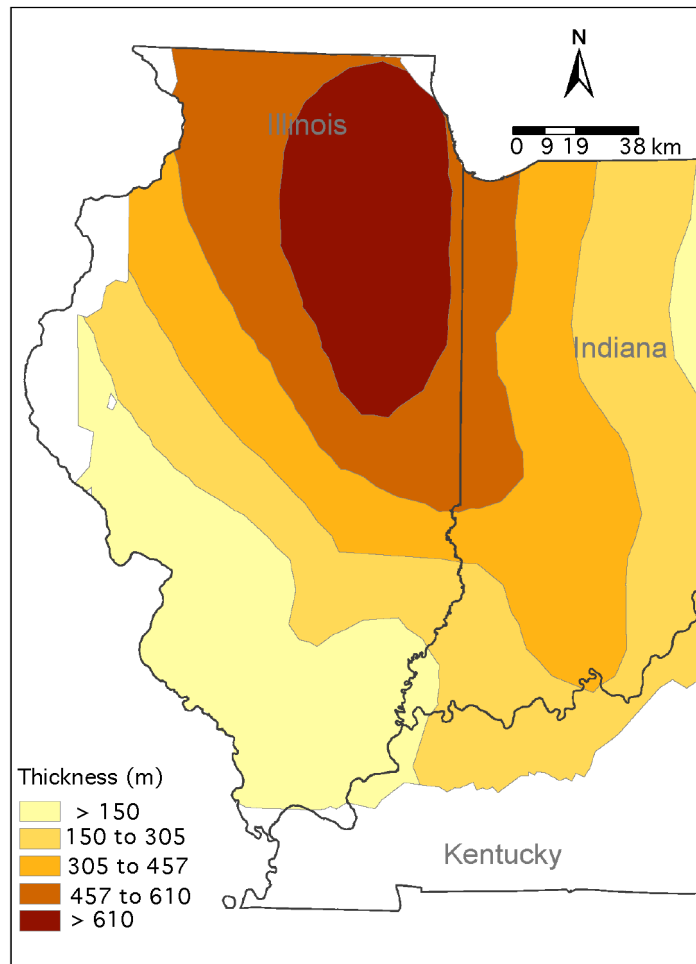 N
Illinois
0 9 19 38 km
Indiana
Thickness (m)
> 150
150 to 305
305 to 457
457 to 610
> 610
Kentucky